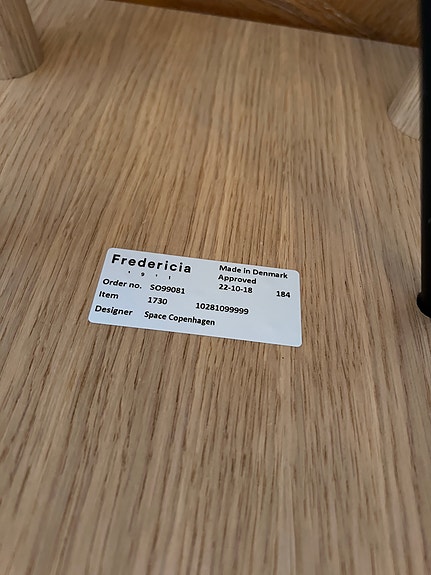 Fredericia
1911
Made in Denmark
Approved
22-10-18 184
Order no. SO99081
Item 1730 10281099999
Designer Space Copenhagen